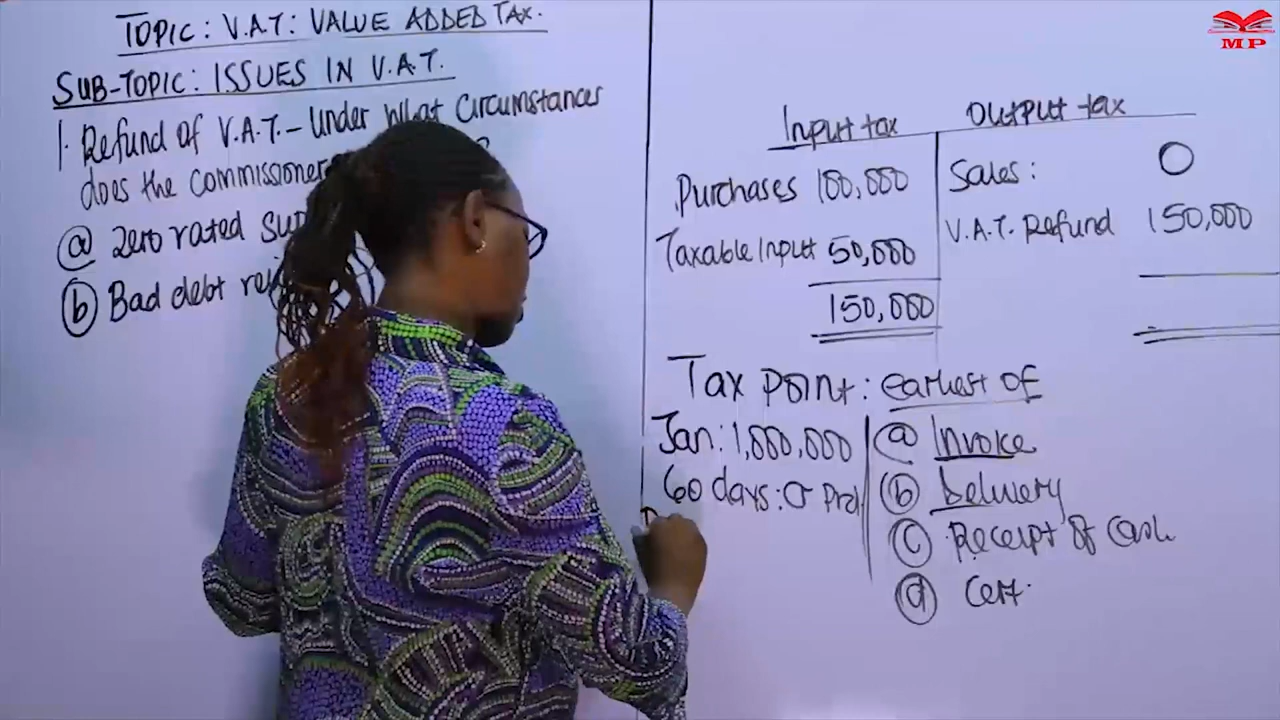 TOPIC: V.A.T: VALUE ADDED TAX.
SUB-TOPIC: ISSUES IN V.A.T.
1. Refund of V.A.T. - Under What Circumstances
does the Commissioner
(a) Zero rated
(b) Bad debt
Input tax
Purchases 100,000
Taxable Input 50,000
150,000
Output tax
Sales: 0
V.A.T. Refund 150,000
Tax point: earliest of
Jan: 1,000,000
60 days: Cr
(a) Invoice
(b) Delivery
(c) Receipt of Cash
(d) Cert.
MP